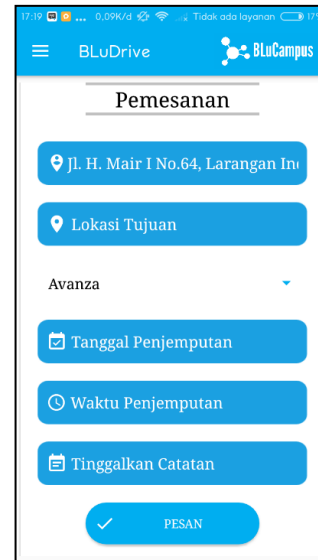 17:19 ... 0,09K/d Tidak ada layanan 17%
BLuDrive BLuCampus
Pemesanan
Jl. H. Mair I No.64, Larangan In
Lokasi Tujuan
Avanza
Tanggal Penjemputan
Waktu Penjemputan
Tinggalkan Catatan
PESAN